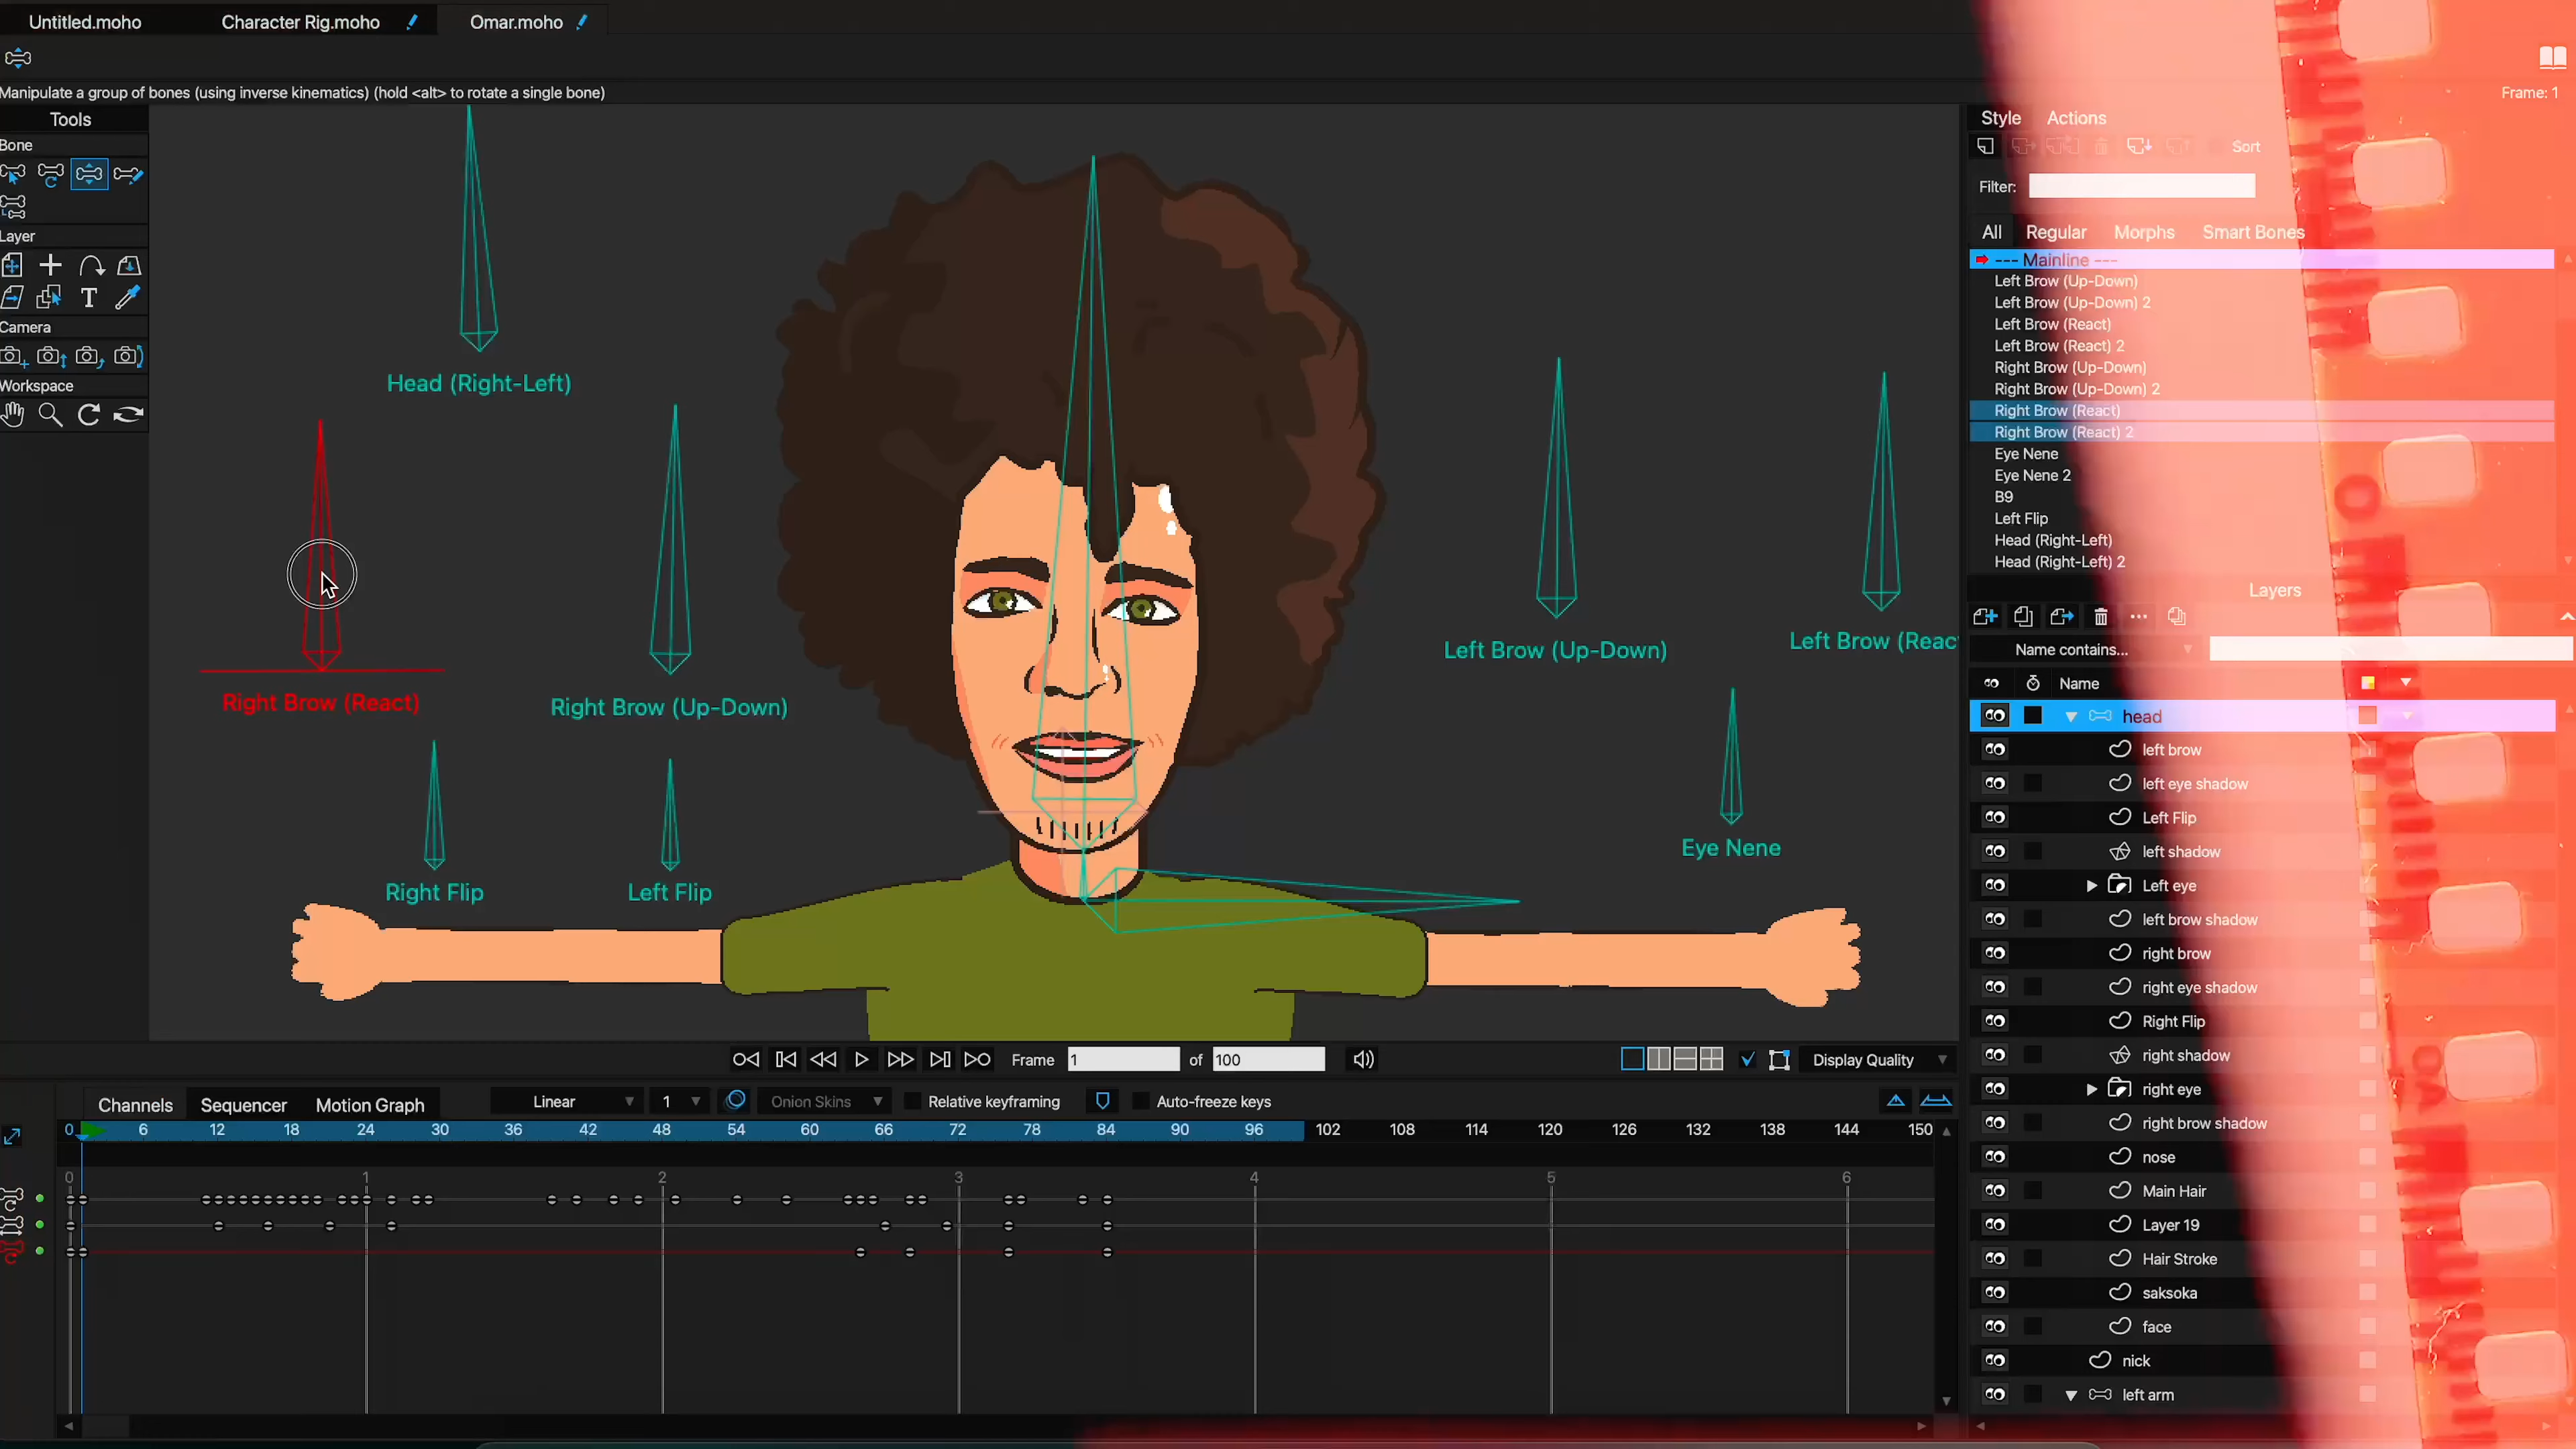 Untitled.moho
Character Rig.moho
Omar.moho
Manipulate a group of bones (using inverse kinematics) (hold <alt> to rotate a single bone)
Frame: 1
Tools
Bone
Layer
T
Camera
Workspace
Head (Right-Left)
Right Brow (React)
Right Brow (Up-Down)
Left Brow (Up-Down)
Left Brow (Reac
Eye Nene
Right Flip
Left Flip
Style
Actions
Sort
Filter:
All
Regular
Morphs
Smart Bones
--- Mainline ---
Left Brow (Up-Down)
Left Brow (Up-Down) 2
Left Brow (React)
Left Brow (React) 2
Right Brow (Up-Down)
Right Brow (Up-Down) 2
Right Brow (React)
Right Brow (React) 2
Eye Nene
Eye Nene 2
B9
Left Flip
Head (Right-Left)
Head (Right-Left) 2
Layers
Name contains...
Name
head
left brow
left eye shadow
Left Flip
left shadow
Left eye
left brow shadow
right brow
right eye shadow
Right Flip
right shadow
right eye
right brow shadow
nose
Main Hair
Layer 19
Hair Stroke
saksoka
face
nick
left arm
Frame
1
of
100
Display Quality
Channels
Sequencer
Motion Graph
Linear
1
Onion Skins
Relative keyframing
Auto-freeze keys
0 6 12 18 24 30 36 42 48 54 60 66 72 78 84 90 96 102 108 114 120 126 132 138 144 150
0 1 2 3 4 5 6